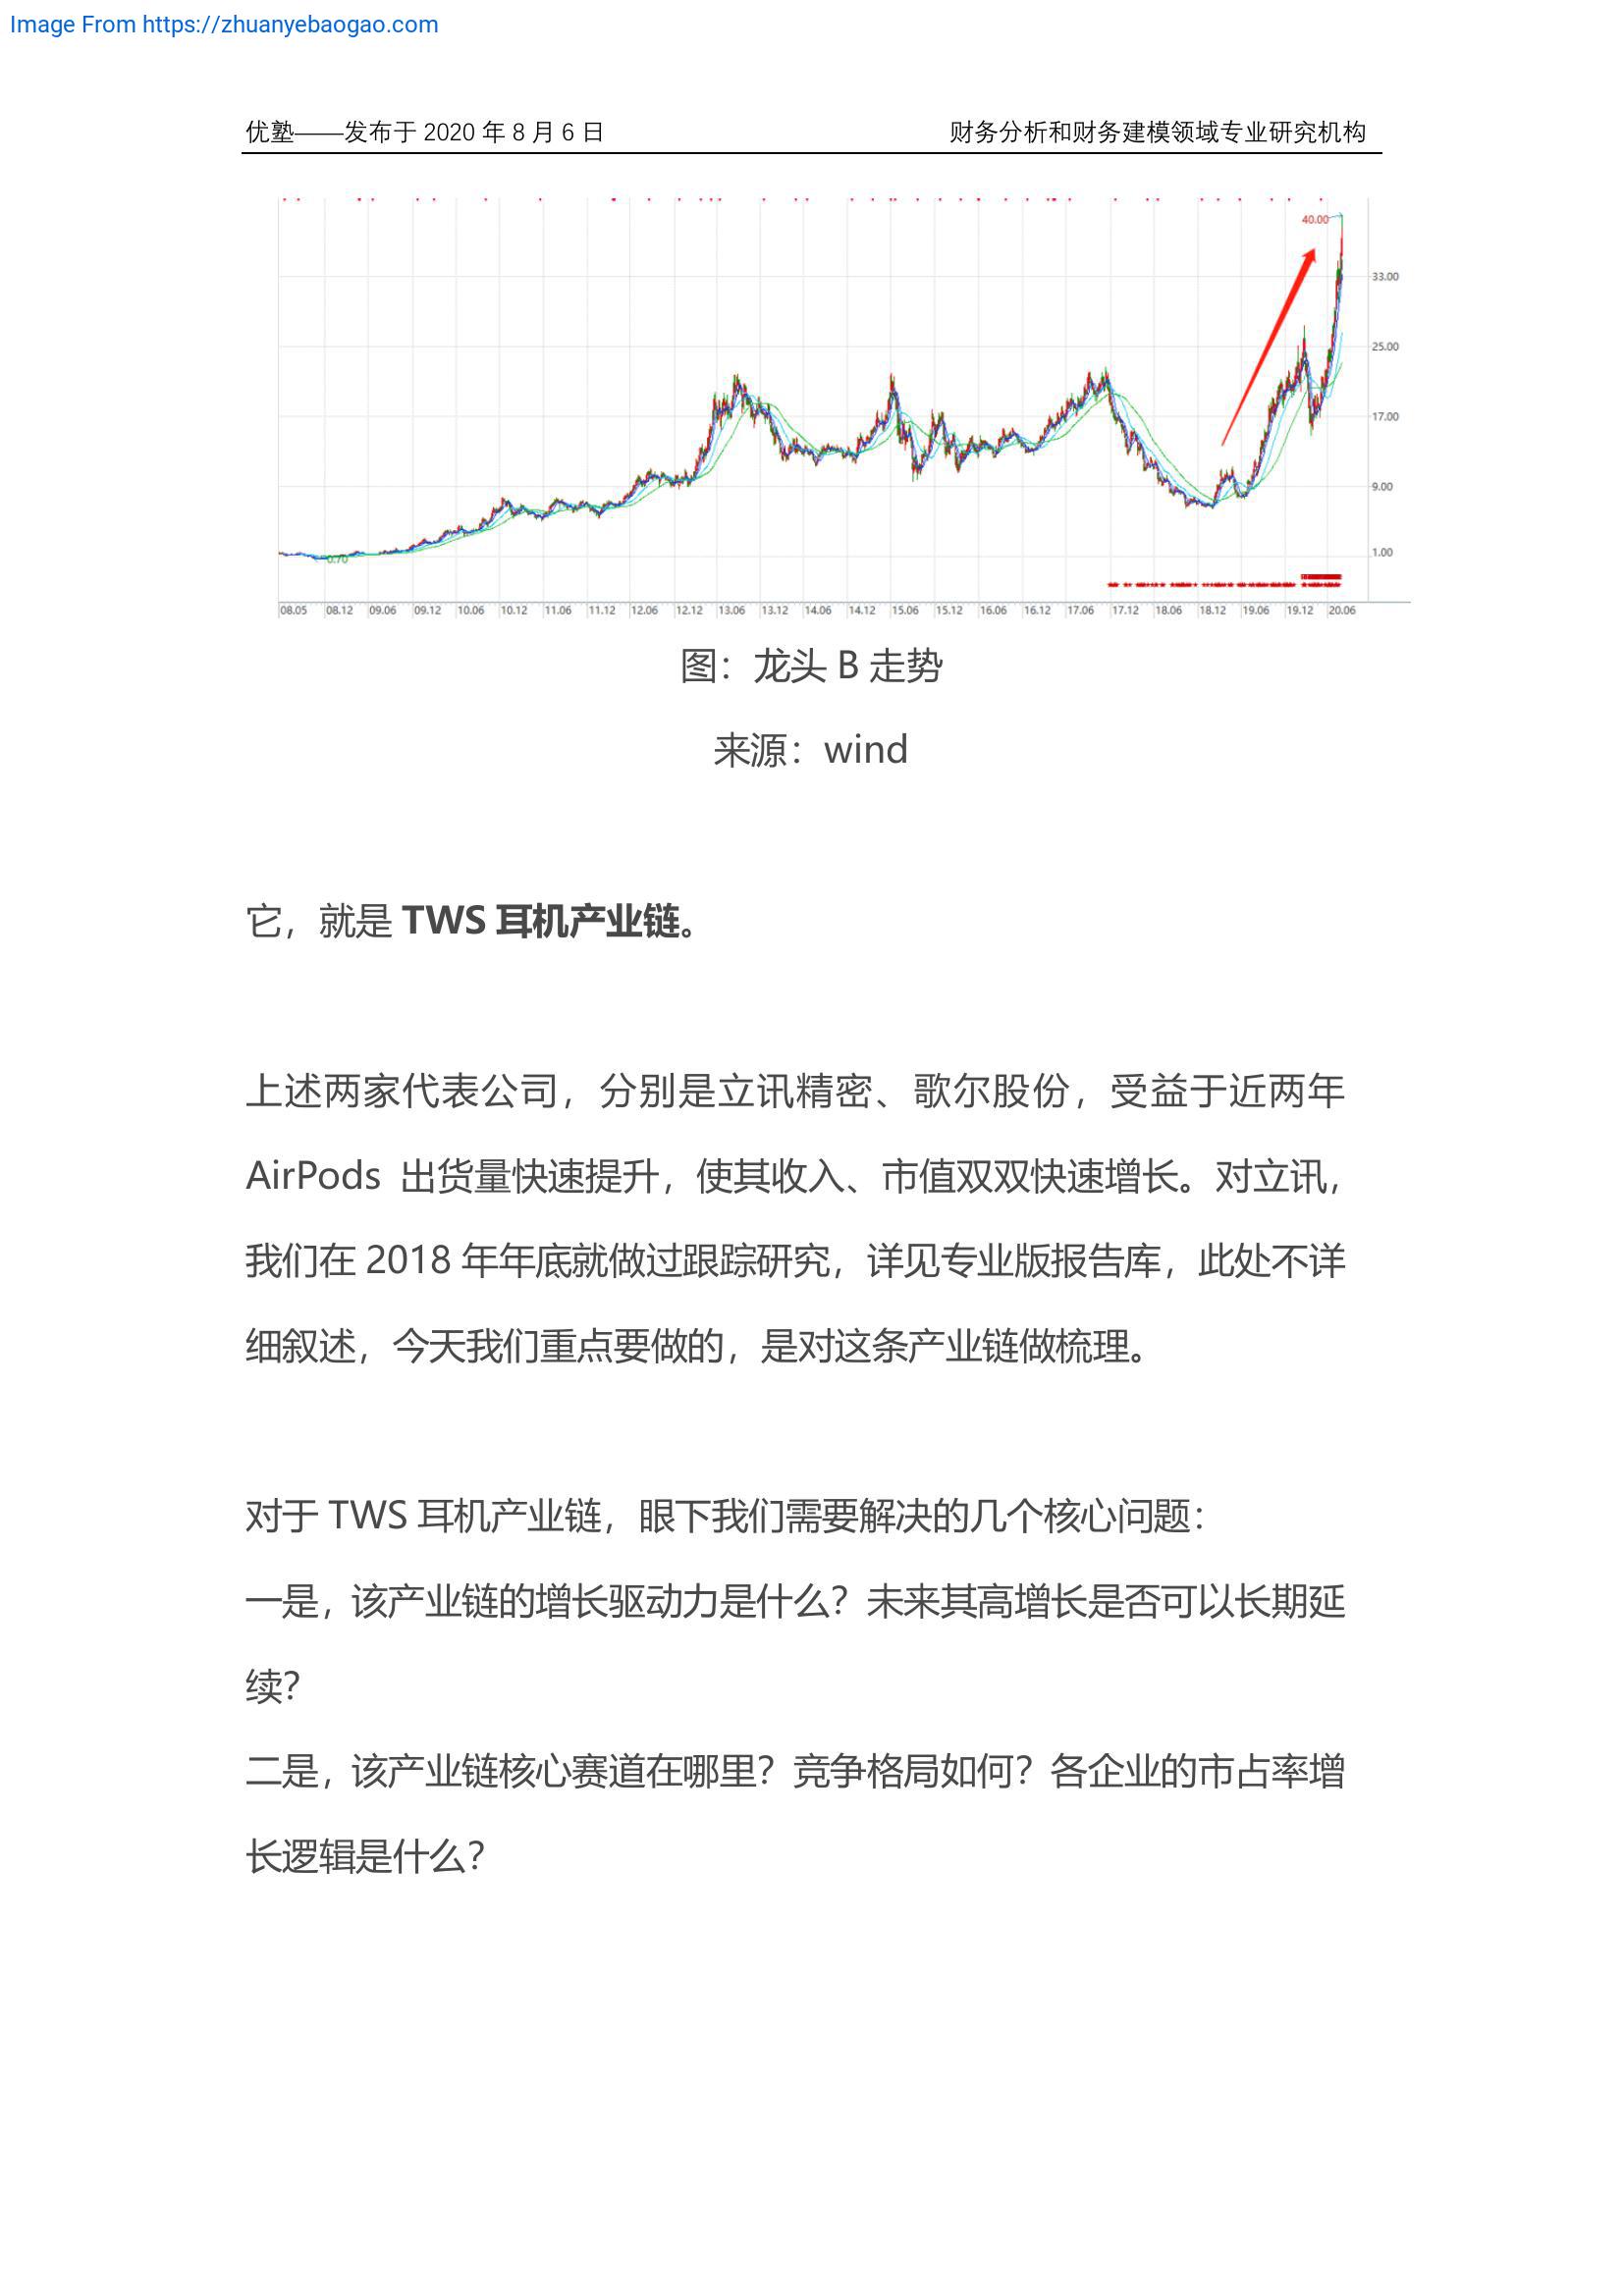 Image From https://zhuanyebaogao.com
优塾——发布于 2020 年 8 月 6 日 财务分析和财务建模领域专业研究机构
40.00
33.00
25.00
17.00
9.00
1.00
0.70
08.05 08.12 09.06 09.12 10.06 10.12 11.06 11.12 12.06 12.12 13.06 13.12 14.06 14.12 15.06 15.12 16.06 16.12 17.06 17.12 18.06 18.12 19.06 19.12 20.06
图：龙头 B 走势
来源：wind
它，就是 TWS 耳机产业链。
上述两家代表公司，分别是立讯精密、歌尔股份，受益于近两年
AirPods 出货量快速提升，使其收入、市值双双快速增长。对立讯，
我们在 2018 年年底就做过跟踪研究，详见专业版报告库，此处不详
细叙述，今天我们重点要做的，是对这条产业链做梳理。
对于 TWS 耳机产业链，眼下我们需要解决的几个核心问题：
一是，该产业链的增长驱动力是什么？未来其高增长是否可以长期延
续？
二是，该产业链核心赛道在哪里？竞争格局如何？各企业的市占率增
长逻辑是什么？